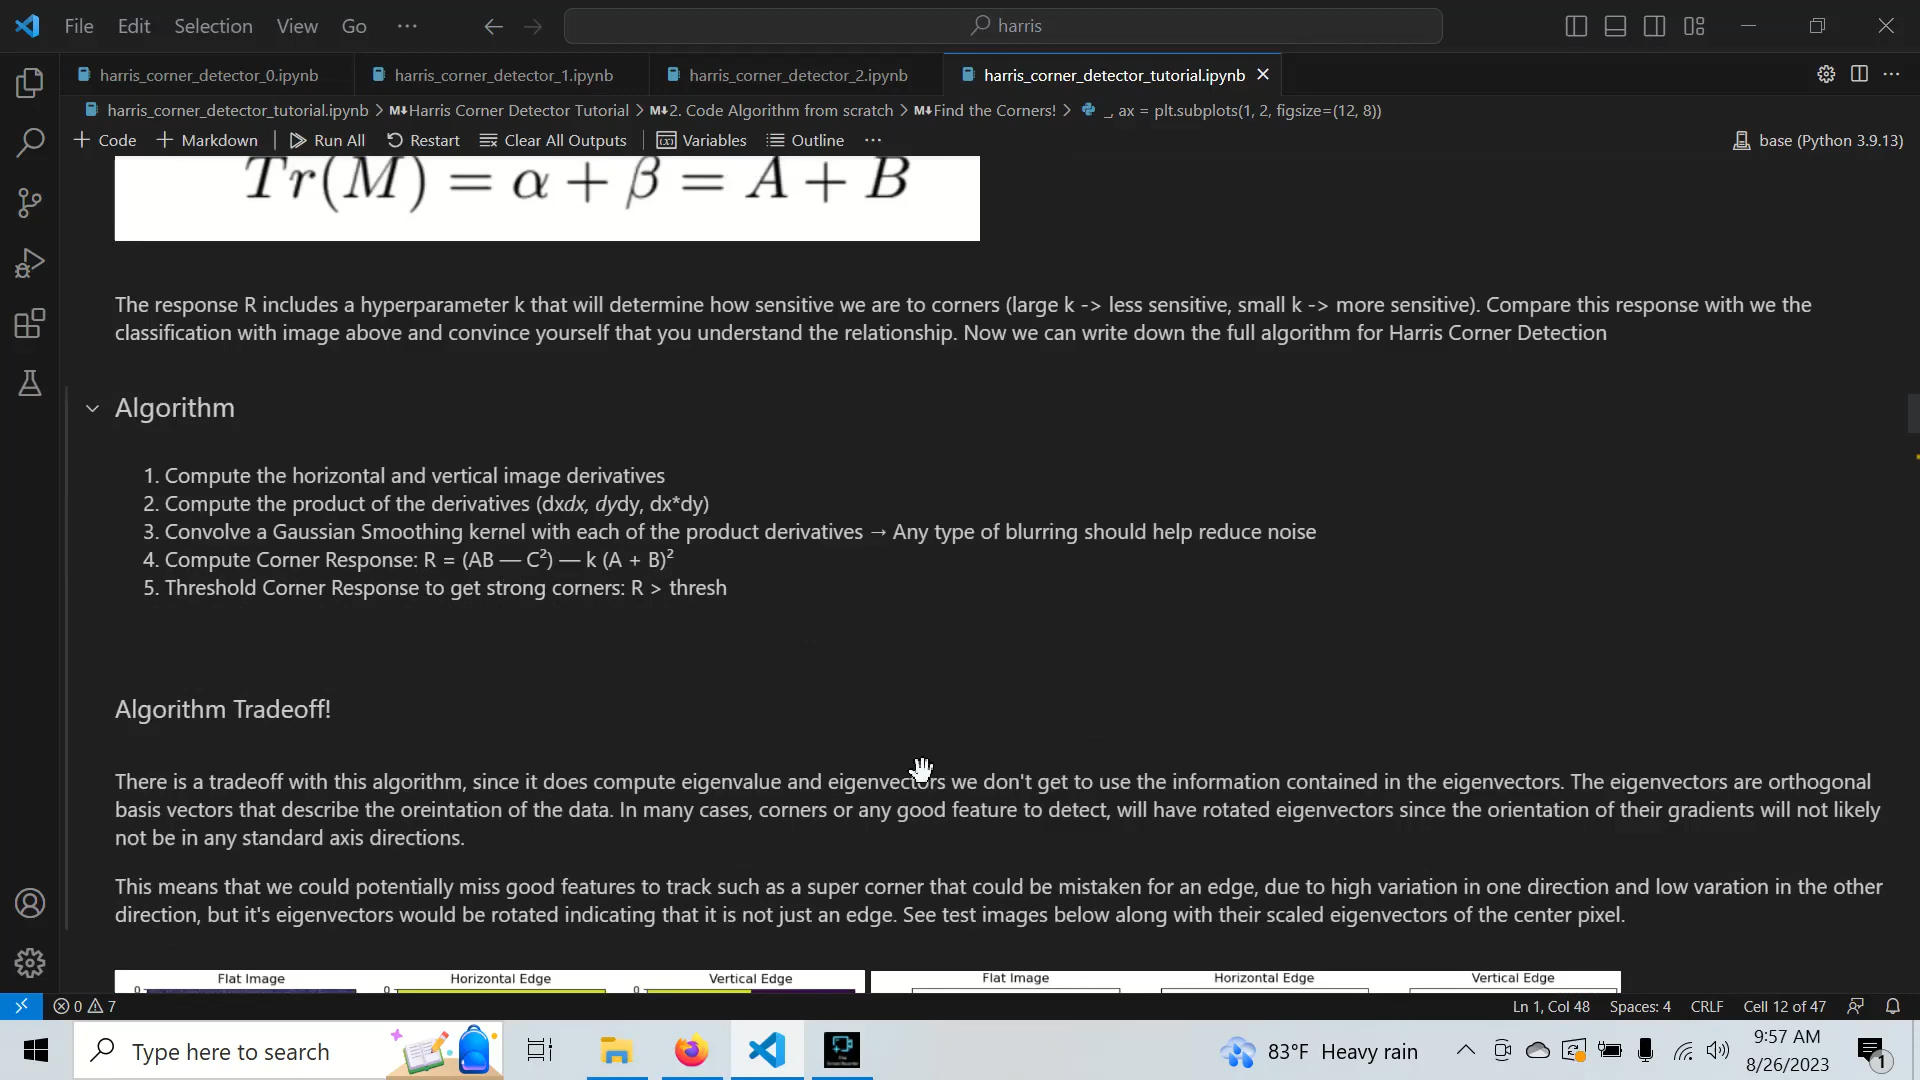 File Edit Selection View Go ··· harris
harris_corner_detector_0.ipynb harris_corner_detector_1.ipynb harris_corner_detector_2.ipynb harris_corner_detector_tutorial.ipynb
harris_corner_detector_tutorial.ipynb > M↓Harris Corner Detector Tutorial > M↓2. Code Algorithm from scratch > M↓Find the Corners! > _, ax = plt.subplots(1, 2, figsize=(12, 8))
+ Code + Markdown Run All Restart Clear All Outputs Variables Outline ··· base (Python 3.9.13)
Tr(M) = α + β = A + B
The response R includes a hyperparameter k that will determine how sensitive we are to corners (large k -> less sensitive, small k -> more sensitive). Compare this response with we the
classification with image above and convince yourself that you understand the relationship. Now we can write down the full algorithm for Harris Corner Detection
Algorithm
1. Compute the horizontal and vertical image derivatives
2. Compute the product of the derivatives (dxdx, dydy, dx*dy)
3. Convolve a Gaussian Smoothing kernel with each of the product derivatives → Any type of blurring should help reduce noise
4. Compute Corner Response: R = (AB — C²) — k (A + B)²
5. Threshold Corner Response to get strong corners: R > thresh
Algorithm Tradeoff!
There is a tradeoff with this algorithm, since it does compute eigenvalue and eigenvectors we don't get to use the information contained in the eigenvectors. The eigenvectors are orthogonal
basis vectors that describe the oreintation of the data. In many cases, corners or any good feature to detect, will have rotated eigenvectors since the orientation of their gradients will not likely
not be in any standard axis directions.
This means that we could potentially miss good features to track such as a super corner that could be mistaken for an edge, due to high variation in one direction and low varation in the other
direction, but it's eigenvectors would be rotated indicating that it is not just an edge. See test images below along with their scaled eigenvectors of the center pixel.
Flat Image Horizontal Edge Vertical Edge Flat Image Horizontal Edge Vertical Edge
0 0 0
0 7 Ln 1, Col 48 Spaces: 4 CRLF Cell 12 of 47
Type here to search 83°F Heavy rain 9:57 AM
8/26/2023 1